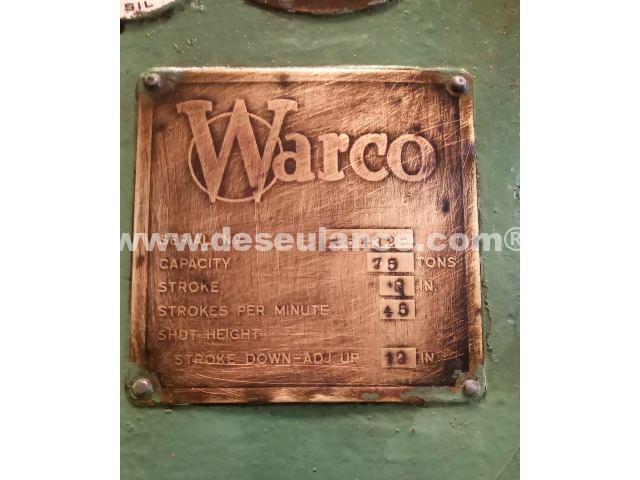 S/L
Warco
www.deseulance.com®
CAPACITY 75 TONS
STROKE 8 IN.
STROKES PER MINUTE 45
SHUT HEIGHT
STROKE DOWN-ADJ UP 12 IN.